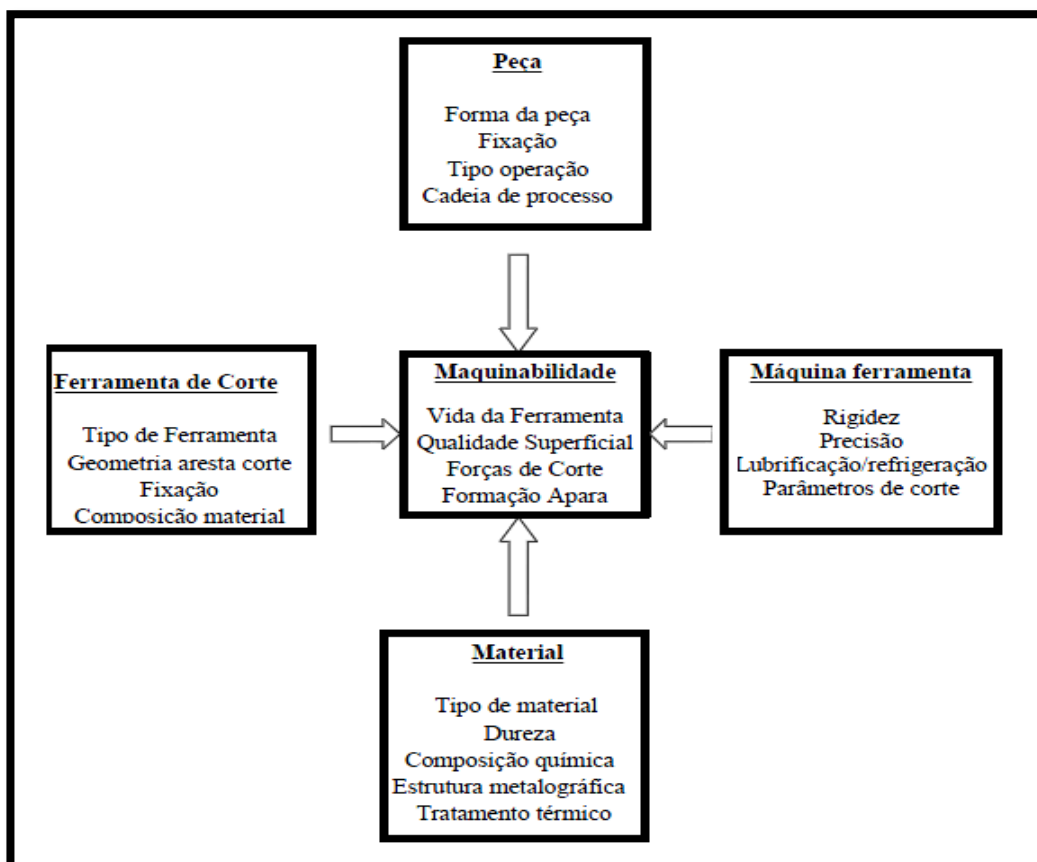 Peça
Forma da peça
Fixação
Tipo operação
Cadeia de processo
Ferramenta de Corte
Tipo de Ferramenta
Geometria aresta corte
Fixação
Composição material
Maquinabilidade
Vida da Ferramenta
Qualidade Superficial
Forças de Corte
Formação Apara
Máquina ferramenta
Rigidez
Precisão
Lubrificação/refrigeração
Parâmetros de corte
Material
Tipo de material
Dureza
Composição química
Estrutura metalográfica
Tratamento térmico